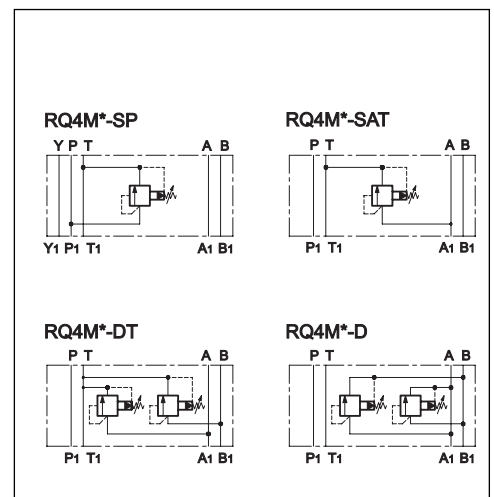 RQ4M*-SP
Y P T A B
Y1 P1 T1 A1 B1
RQ4M*-SAT
P T A B
P1 T1 A1 B1
RQ4M*-DT
P T A B
P1 T1 A1 B1
RQ4M*-D
P T A B
P1 T1 A1 B1